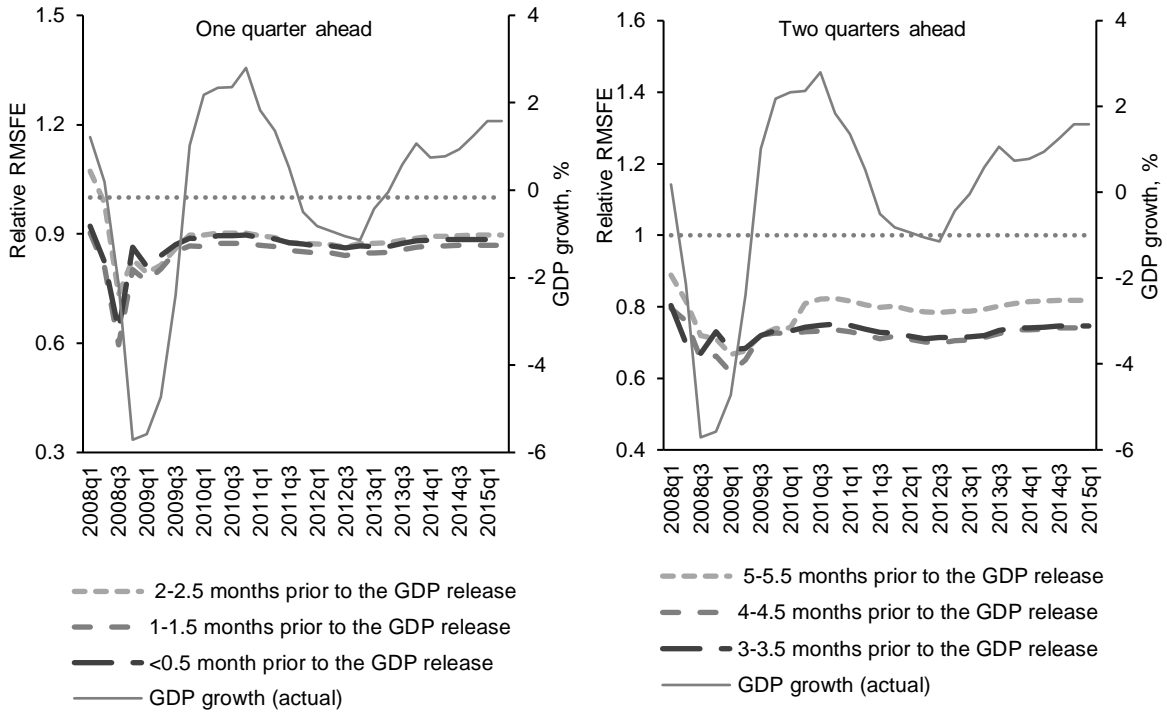 One quarter ahead
Relative RMSFE
1.5
1.2
0.9
0.6
0.3
4
2
0
-2
-4
-6
GDP growth, %
2008q1
2008q3
2009q1
2009q3
2010q1
2010q3
2011q1
2011q3
2012q1
2012q3
2013q1
2013q3
2014q1
2014q3
2015q1
2-2.5 months prior to the GDP release
1-1.5 months prior to the GDP release
<0.5 month prior to the GDP release
GDP growth (actual)
Two quarters ahead
Relative RMSFE
1.6
1.4
1.2
1
0.8
0.6
0.4
4
2
0
-2
-4
-6
GDP growth, %
2008q1
2008q3
2009q1
2009q3
2010q1
2010q3
2011q1
2011q3
2012q1
2012q3
2013q1
2013q3
2014q1
2014q3
2015q1
5-5.5 months prior to the GDP release
4-4.5 months prior to the GDP release
3-3.5 months prior to the GDP release
GDP growth (actual)